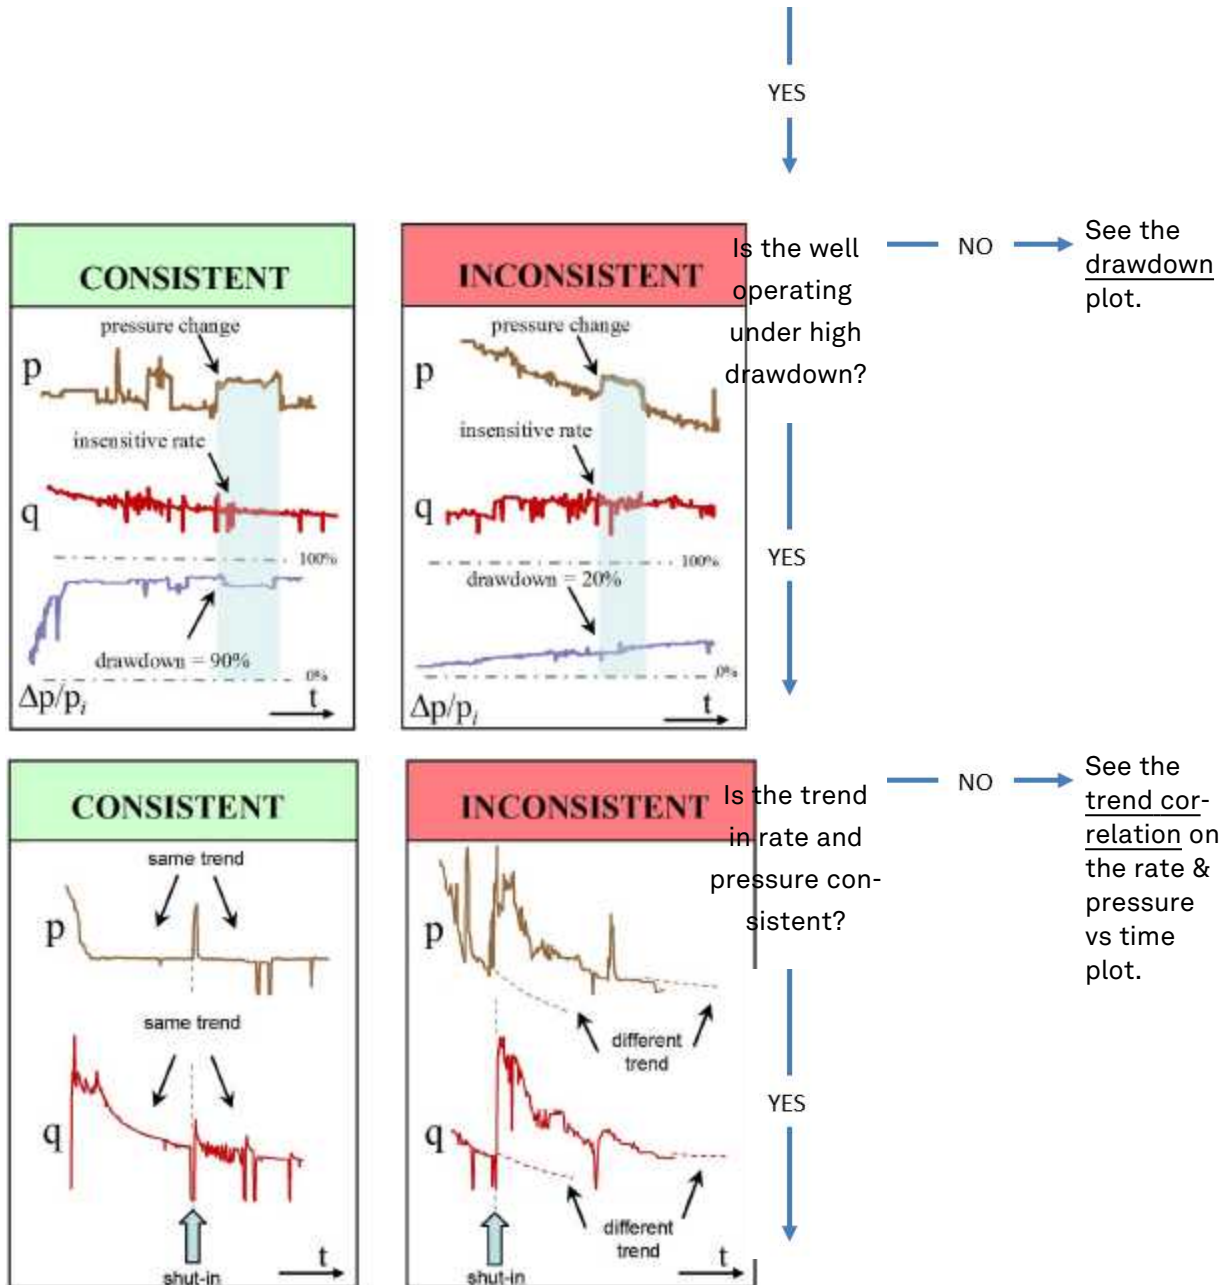 YES
CONSISTENT
pressure change
p
insensitive rate
q
100%
drawdown = 90%
0%
Δp/pᵢ
t
INCONSISTENT
pressure change
p
insensitive rate
q
100%
drawdown = 20%
0%
Δp/pᵢ
t
Is the well
operating
under high
drawdown?
NO
See the
drawdown
plot.
YES
CONSISTENT
same trend
p
same trend
q
t
shut-in
INCONSISTENT
p
different
trend
q
different
trend
t
shut-in
Is the trend
in rate and
pressure con-
sistent?
NO
See the
trend cor-
relation on
the rate &
pressure
vs time
plot.
YES